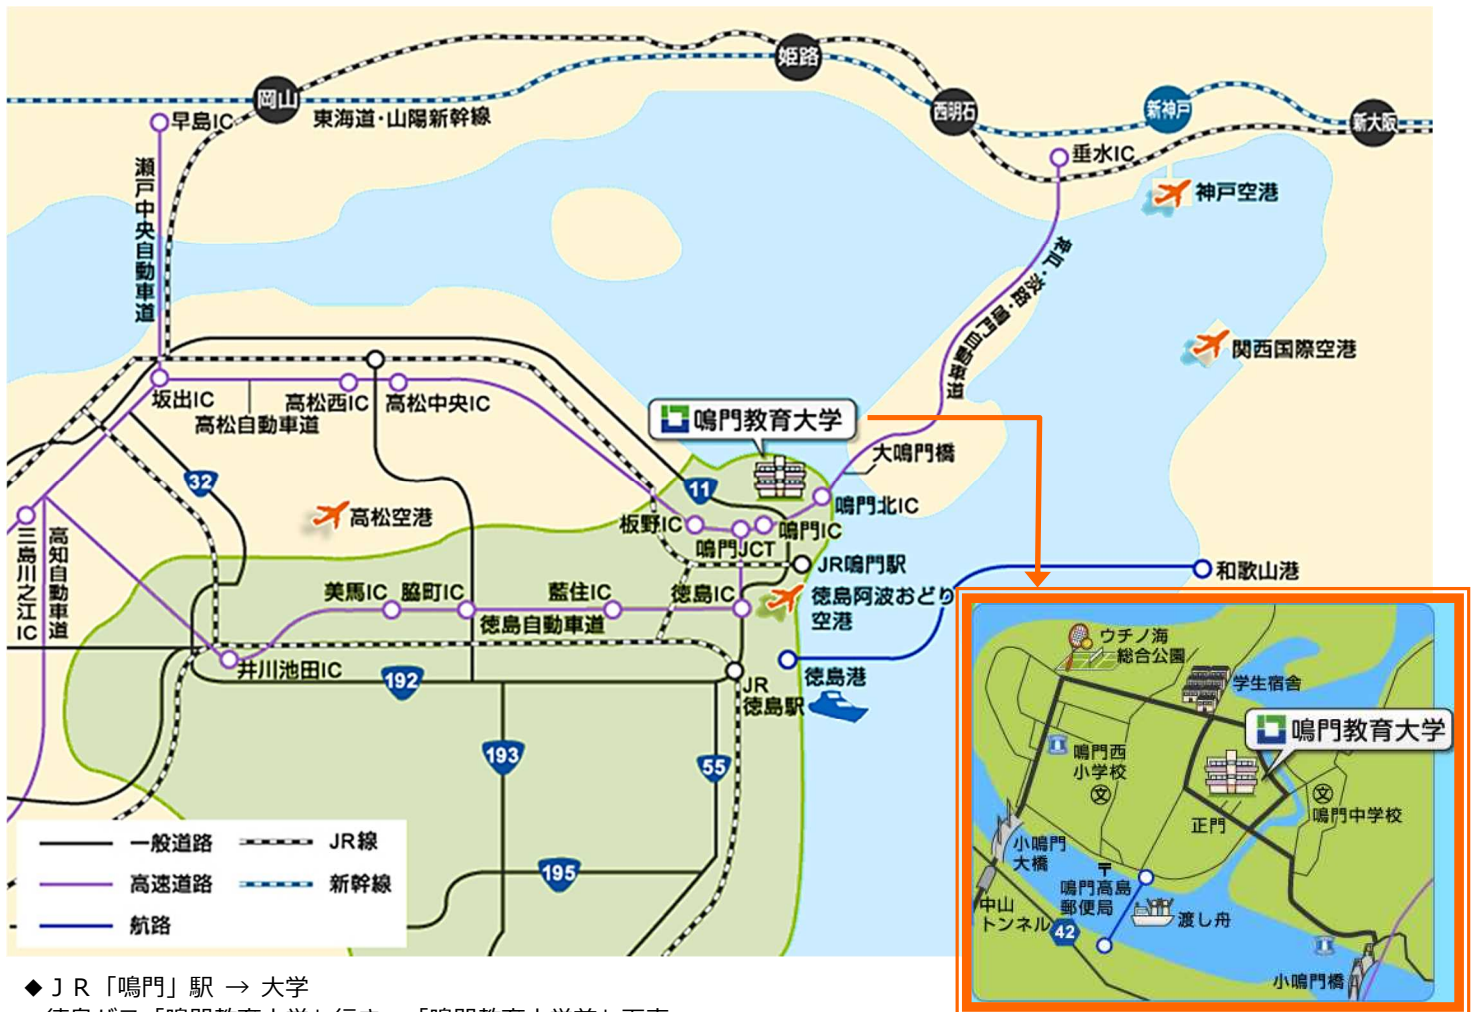 岡山
姫路
西明石
新神戸
新大阪
東海道・山陽新幹線
早島IC
瀬戸中央自動車道
垂水IC
神戸空港
神戸・淡路・鳴門自動車道
関西国際空港
坂出IC
高松自動車道
高松西IC
高松中央IC
鳴門教育大学
大鳴門橋
32
11
高松空港
鳴門北IC
板野IC
鳴門IC
鳴門JCT
三島川之江IC
高知自動車道
JR鳴門駅
和歌山港
美馬IC
脇町IC
藍住IC
徳島IC
徳島阿波おどり
空港
徳島自動車道
井川池田IC
192
JR
徳島駅
徳島港
193
55
195
一般道路
JR線
高速道路
新幹線
航路
ウチノ海
総合公園
学生宿舎
鳴門教育大学
鳴門西
小学校
文
正門
文
鳴門中学校
小鳴門
大橋
〒
鳴門高島
郵便局
渡し舟
中山
トンネル
42
小鳴門橋
◆ＪＲ「鳴門」駅 → 大学